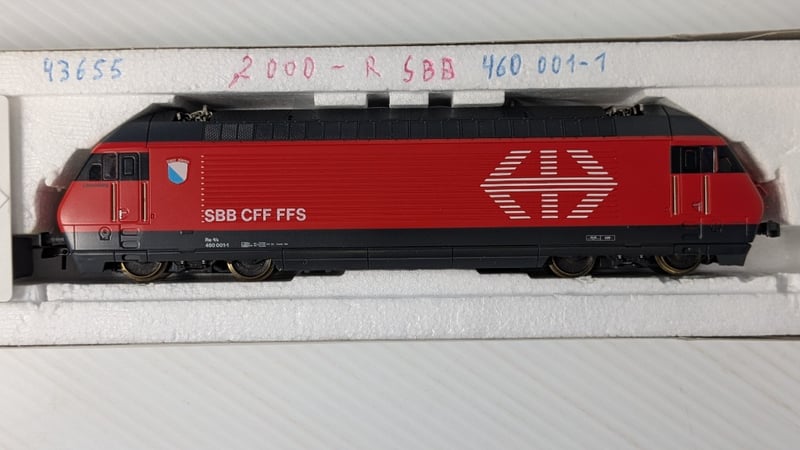 43655 2000 - R SBB 460 001-1
SBB CFF FFS
Re 4/4
460 001-1